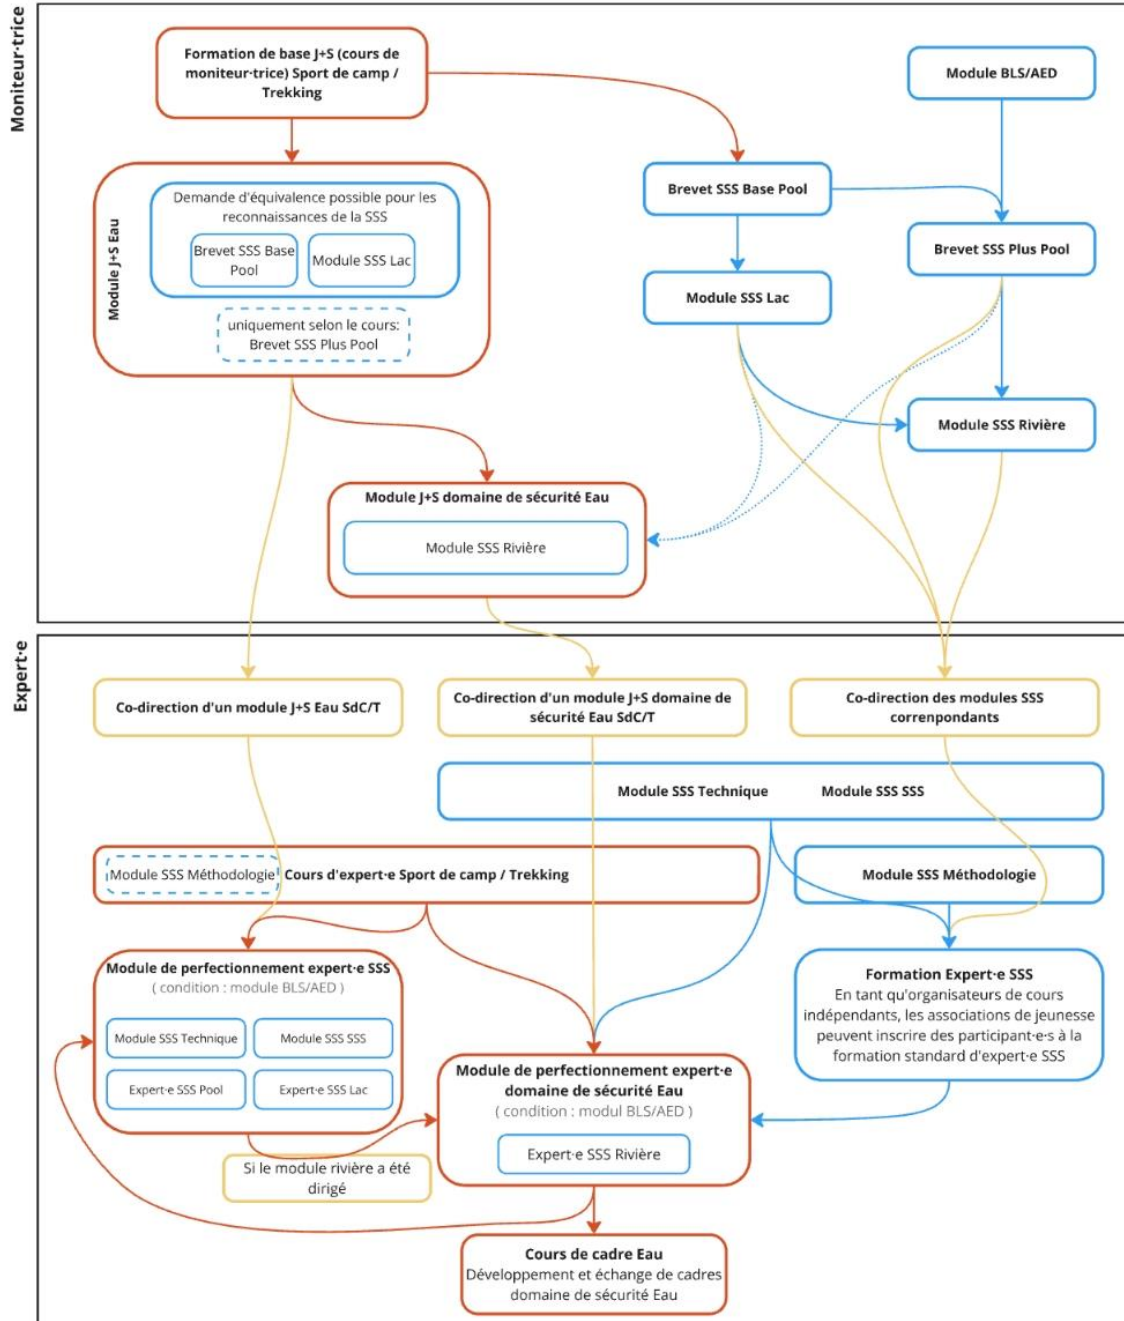 Moniteur·trice
Formation de base J+S (cours de
moniteur·trice) Sport de camp /
Trekking
Module BLS/AED
Module J+S Eau
Demande d'équivalence possible pour les
reconnaissances de la SSS
Brevet SSS Base
Pool
Module SSS Lac
uniquement selon le cours:
Brevet SSS Plus Pool
Brevet SSS Base Pool
Brevet SSS Plus Pool
Module SSS Lac
Module SSS Rivière
Module J+S domaine de sécurité Eau
Module SSS Rivière
Expert·e
Co-direction d'un module J+S Eau SdC/T
Co-direction d'un module J+S domaine de
sécurité Eau SdC/T
Co-direction des modules SSS
correnpondants
Module SSS Technique
Module SSS SSS
Module SSS Méthodologie
Cours d'expert·e Sport de camp / Trekking
Module SSS Méthodologie
Module de perfectionnement expert·e SSS
( condition : module BLS/AED )
Module SSS Technique
Module SSS SSS
Expert·e SSS Pool
Expert·e SSS Lac
Formation Expert·e SSS
En tant qu'organisateurs de cours
indépendants, les associations de jeunesse
peuvent inscrire des participant·e·s à la
formation standard d'expert·e SSS
Module de perfectionnement expert·e
domaine de sécurité Eau
( condition : modul BLS/AED )
Expert·e SSS Rivière
Si le module rivière a été
dirigé
Cours de cadre Eau
Développement et échange de cadres
domaine de sécurité Eau